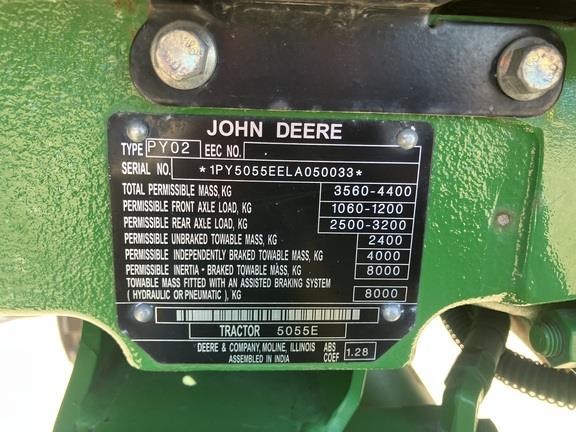 JOHN DEERE
TYPE PY02 EEC NO.
SERIAL NO. *1PY5055EELA050033*
TOTAL PERMISSIBLE MASS, KG 3560-4400
PERMISSIBLE FRONT AXLE LOAD, KG 1060-1200
PERMISSIBLE REAR AXLE LOAD, KG 2500-3200
PERMISSIBLE UNBRAKED TOWABLE MASS, KG 2400
PERMISSIBLE INDEPENDENTLY BRAKED TOWABLE MASS, KG 4000
PERMISSIBLE INERTIA - BRAKED TOWABLE MASS, KG 8000
TOWABLE MASS FITTED WITH AN ASSISTED BRAKING SYSTEM
( HYDRAULIC OR PNEUMATIC ), KG 8000
TRACTOR 5055E
DEERE & COMPANY, MOLINE, ILLINOIS ABS
ASSEMBLED IN INDIA COEF 1.28